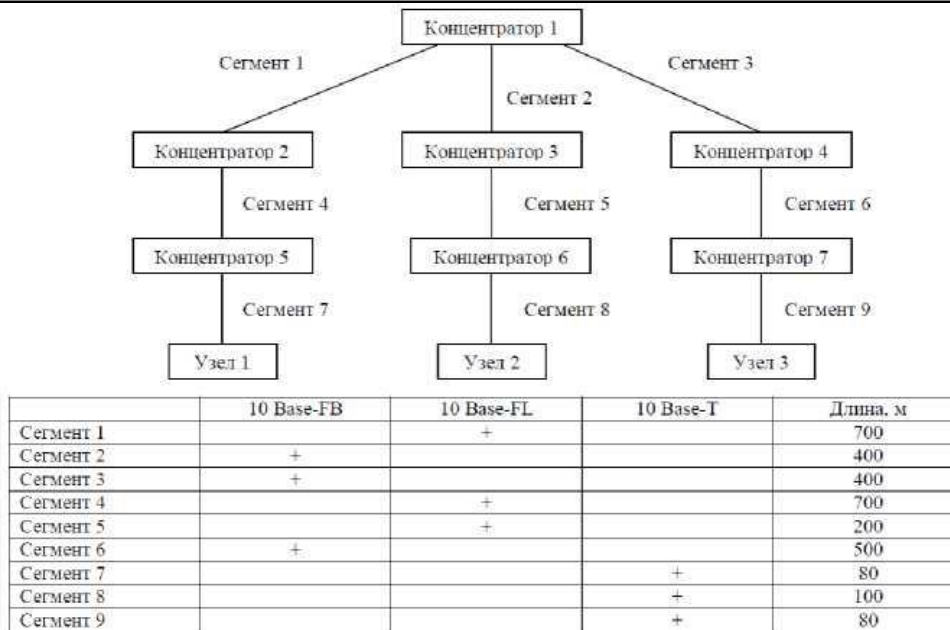 Концентратор 1
Сегмент 1
Сегмент 3
Сегмент 2
Концентратор 2
Концентратор 3
Концентратор 4
Сегмент 4
Сегмент 5
Сегмент 6
Концентратор 5
Концентратор 6
Концентратор 7
Сегмент 7
Сегмент 8
Сегмент 9
Узел 1
Узел 2
Узел 3
10 Base-FB 10 Base-FL 10 Base-T Длина, м
Сегмент 1 + 700
Сегмент 2 + 400
Сегмент 3 + 400
Сегмент 4 + 700
Сегмент 5 + 200
Сегмент 6 + 500
Сегмент 7 + 80
Сегмент 8 + 100
Сегмент 9 + 80